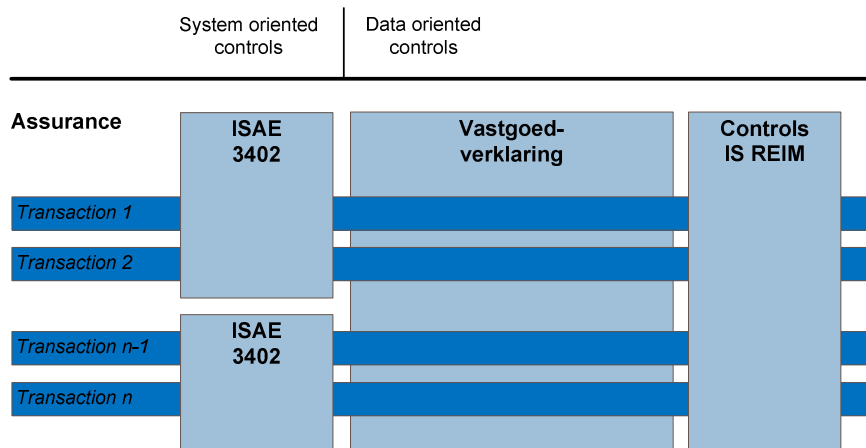 System oriented
controls
Data oriented
controls
Assurance
ISAE
3402
Vastgoed-
verklaring
Controls
IS REIM
Transaction 1
Transaction 2
ISAE
3402
Transaction n-1
Transaction n